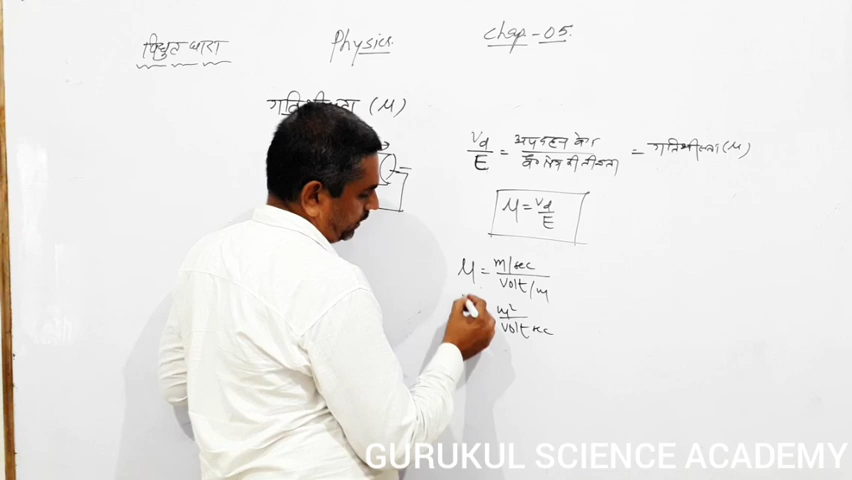 विधुत धारा
Physics.
Chap-05.
गतिशीलता (μ)
Vd/E = अपवहन वेग / की तीव्रता = गतिशीलता (μ)
μ = Vd/E
μ = m/sec / Volt/m
m² / Volt sec
GURUKUL SCIENCE ACADEMY